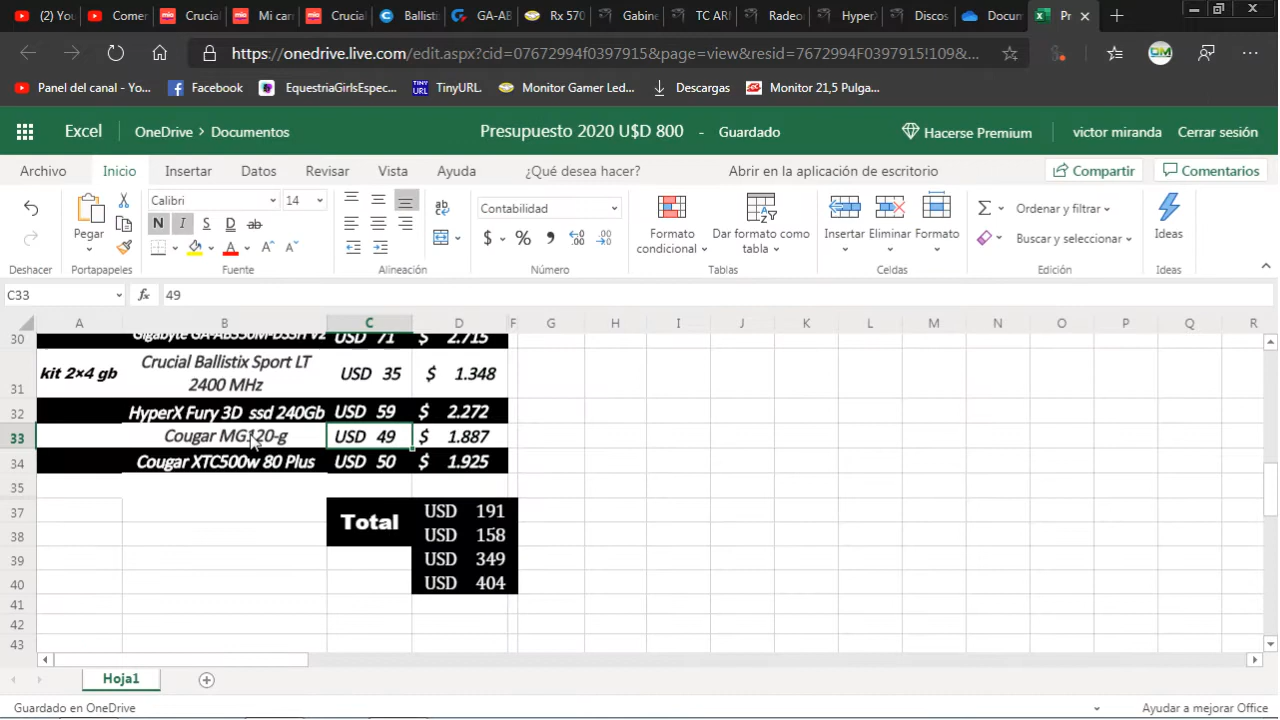 (2) You
Comer
Crucia
Mi car
Crucial
Ballist
GA-AB
Rx 570
Gabine
TC ARI
Radeo
Hyper
Discos
Docum
Pr
https://onedrive.live.com/edit.aspx?cid=07672994f0397915&page=view&resid=7672994F0397915!109&...
Panel del canal - Yo...
Facebook
EquestriaGirlsEspec...
TinyURL
Monitor Gamer Led...
Descargas
Monitor 21,5 Pulga...
Excel
OneDrive > Documentos
Presupuesto 2020 U$D 800 - Guardado
Hacerse Premium
victor miranda
Cerrar sesión
Archivo Inicio Insertar Datos Revisar Vista Ayuda ¿Qué desea hacer? Abrir en la aplicación de escritorio Compartir Comentarios
Pegar
Calibri 14
N K S D ab
Contabilidad
$ % ,
Formato condicional
Dar formato como tabla
Insertar Eliminar Formato
Ordenar y filtrar
Buscar y seleccionar
Ideas
Deshacer Portapapeles Fuente Alineación Número Tablas Celdas Edición Ideas
C33 fx 49
A B C D F G H I J K L M N O P Q R
30 Gigabyte GA-AB350M-DS3H V2 USD 71 $ 2.715
31 kit 2×4 gb Crucial Ballistix Sport LT 2400 MHz USD 35 $ 1.348
32 HyperX Fury 3D ssd 240Gb USD 59 $ 2.272
33 Cougar MG120-g USD 49 $ 1.887
34 Cougar XTC500w 80 Plus USD 50 $ 1.925
35
37 Total USD 191
38 USD 158
39 USD 349
40 USD 404
41
42
43
Hoja1
Guardado en OneDrive
Ayudar a mejorar Office